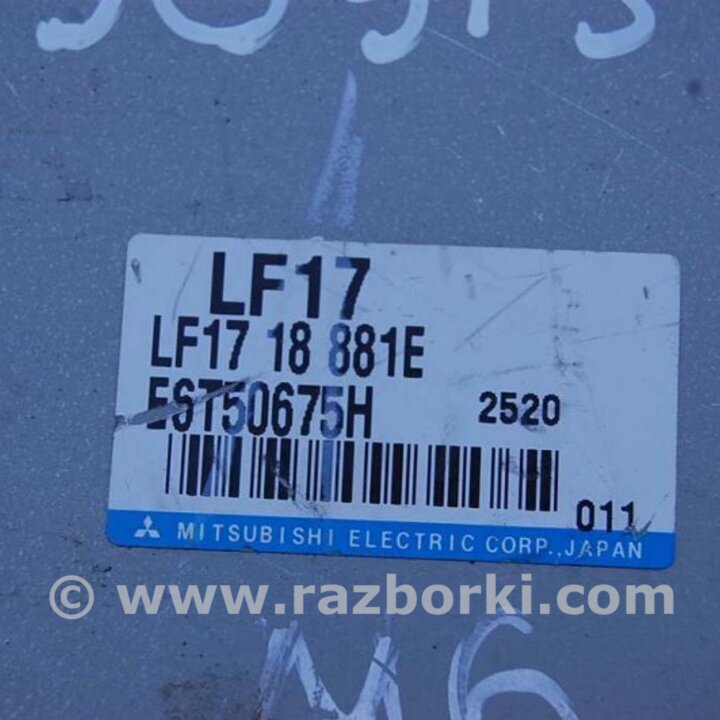 LF17
LF17 18 881E
E6T50675H 2520
011
MITSUBISHI ELECTRIC CORP., JAPAN
© www.razborki.com
M6